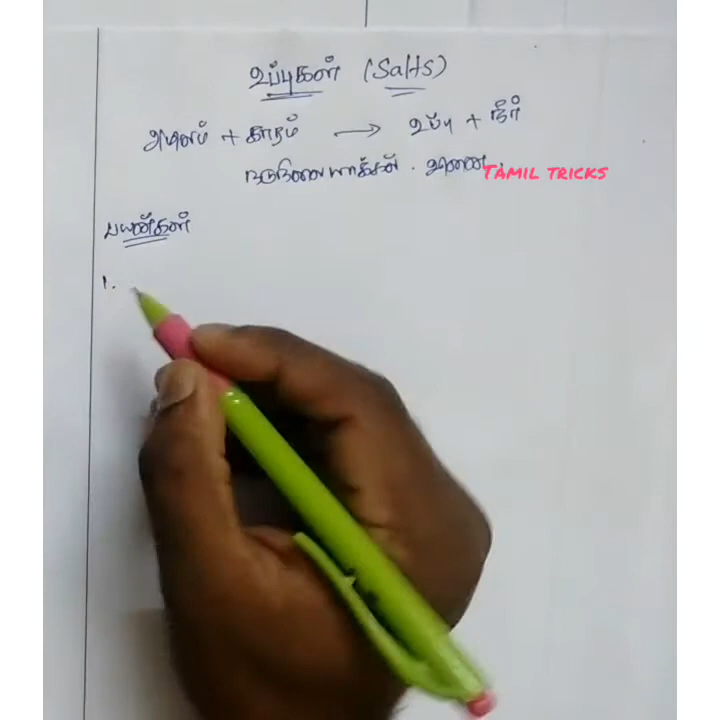 உப்புகள் (Salts)
அமிலம் + காரம் → உப்பு + நீர்
நடுநிலையாக்கல் வினை.
TAMIL TRICKS
பயன்கள்
1.